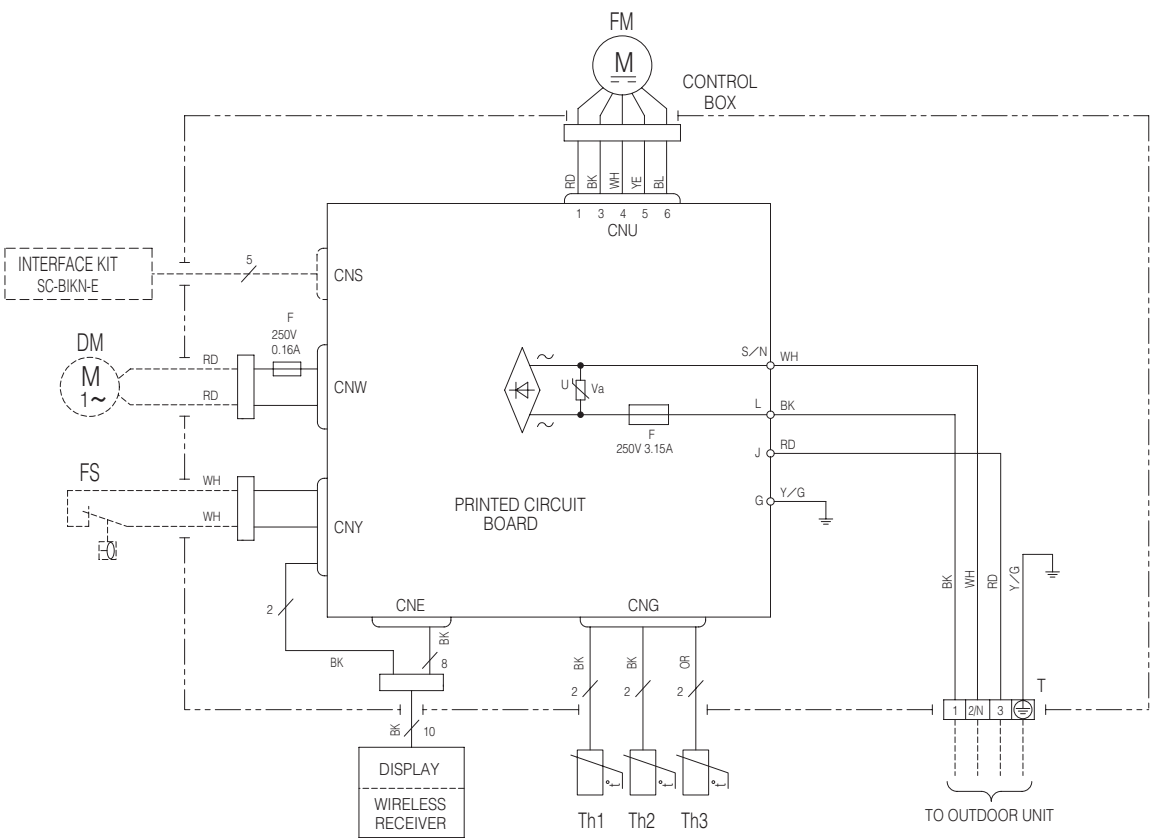 FM
M
CONTROL
BOX
RD BK WH YE BL
1 3 4 5 6
CNU
INTERFACE KIT
SC-BIKN-E
5
CNS
DM
M
1~
RD
RD
F
250V
0.16A
CNW
S/N WH
U Va
L BK
F
250V 3.15A
J RD
G Y/G
FS
WH
WH
CNY
PRINTED CIRCUIT
BOARD
BK WH RD Y/G
2
CNE
CNG
BK
BK
8
BK BK OR
2 2 2
T
1 2/N 3
BK
10
DISPLAY
WIRELESS
RECEIVER
t° t° t°
Th1 Th2 Th3
TO OUTDOOR UNIT